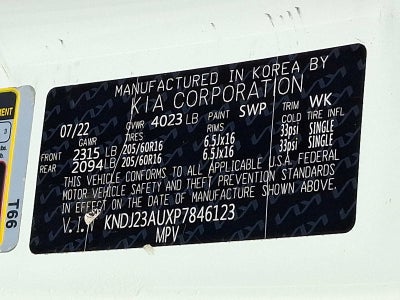 MANUFACTURED IN KOREA BY
KIA CORPORATION
07/22 GVWR 4023 LB PAINT SWP TRIM WK
GAWR TIRES RIMS COLD TIRE INFL
FRONT 2315 LB 205/60R16 6.5Jx16 33psi SINGLE
REAR 2094 LB 205/60R16 6.5Jx16 33psi SINGLE
THIS VEHICLE CONFORMS TO ALL APPLICABLE U.S.A. FEDERAL
MOTOR VEHICLE SAFETY AND THEFT PREVENTION STANDARDS
IN EFFECT ON THE DATE OF MANUFACTURE SHOWN ABOVE.
V.I.N KNDJ23AUXP7846123
MPV
T99